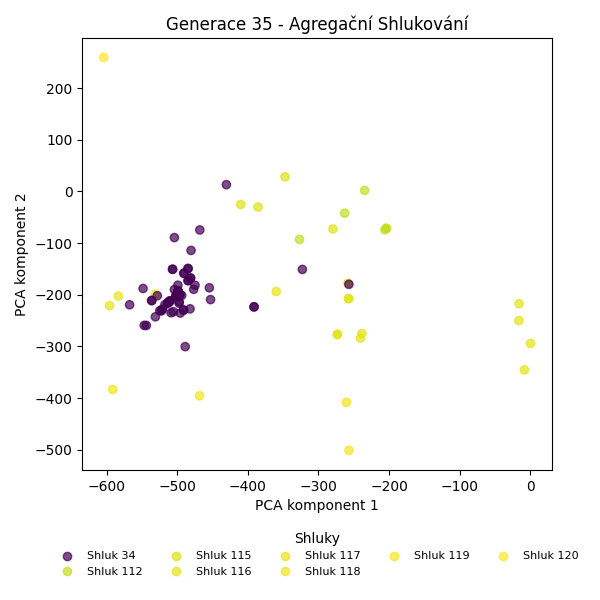 Generace 35 - Agregační Shlukování
PCA komponent 2
200
100
0
−100
−200
−300
−400
−500
−600 −500 −400 −300 −200 −100 0
PCA komponent 1
Shluky
Shluk 34 Shluk 115 Shluk 117 Shluk 119 Shluk 120
Shluk 112 Shluk 116 Shluk 118